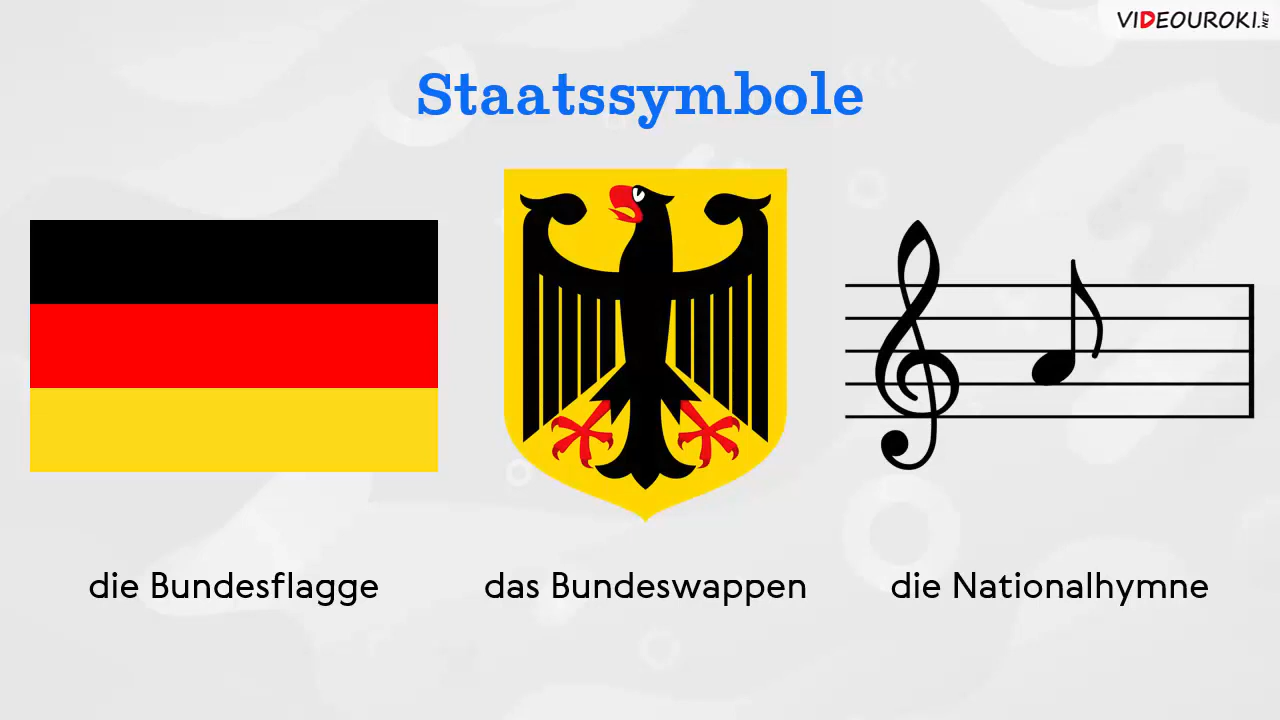 VIDEOUROKI.NET
Staatssymbole
die Bundesflagge
das Bundeswappen
die Nationalhymne